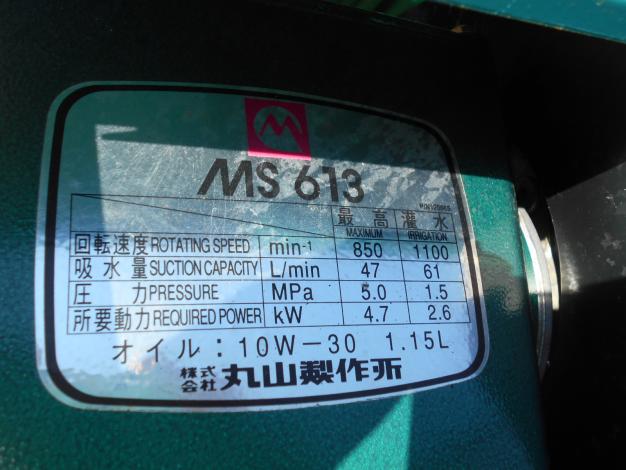 MS 613
最高 灌水
MAXIMUM IRRIGATION
回転速度 ROTATING SPEED min-¹ 850 1100
吸水量 SUCTION CAPACITY L/min 47 61
圧力 PRESSURE MPa 5.0 1.5
所要動力 REQUIRED POWER kW 4.7 2.6
オイル:10W-30 1.15L
株式会社 丸山製作所